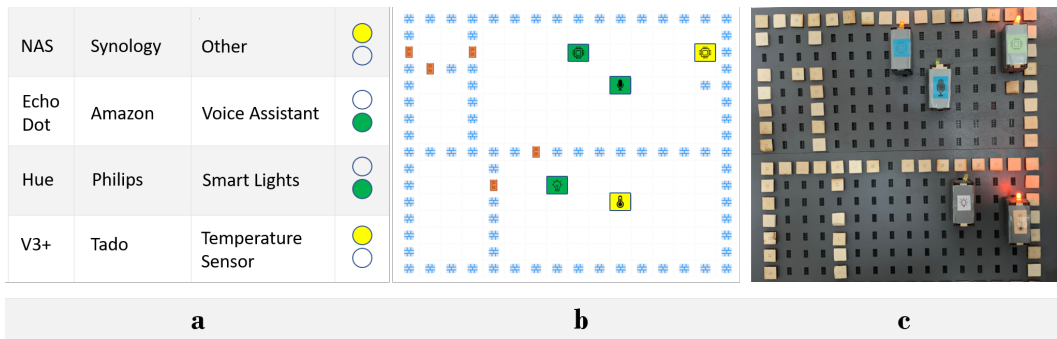 NAS Synology Other
Echo Dot Amazon Voice Assistant
Hue Philips Smart Lights
V3+ Tado Temperature Sensor
a b c